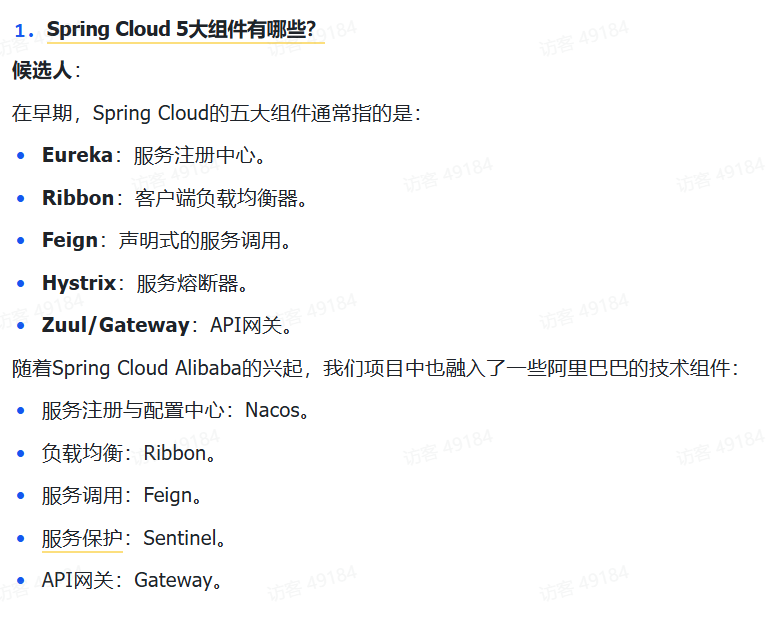 1. Spring Cloud 5大组件有哪些？
候选人：
在早期，Spring Cloud的五大组件通常指的是：
• Eureka：服务注册中心。
• Ribbon：客户端负载均衡器。
• Feign：声明式的服务调用。
• Hystrix：服务熔断器。
• Zuul/Gateway：API网关。
随着Spring Cloud Alibaba的兴起，我们项目中也融入了一些阿里巴巴的技术组件：
• 服务注册与配置中心：Nacos。
• 负载均衡：Ribbon。
• 服务调用：Feign。
• 服务保护：Sentinel。
• API网关：Gateway。
访客 49184